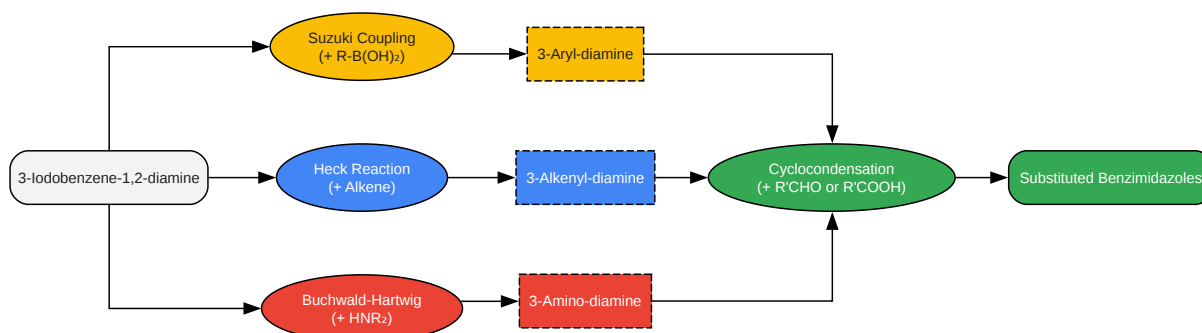 Suzuki Coupling
(+ R-B(OH)₂)
3-Aryl-diamine
3-Iodobenzene-1,2-diamine
Heck Reaction
(+ Alkene)
3-Alkenyl-diamine
Cyclocondensation
(+ R'CHO or R'COOH)
Substituted Benzimidazoles
Buchwald-Hartwig
(+ HNR₂)
3-Amino-diamine